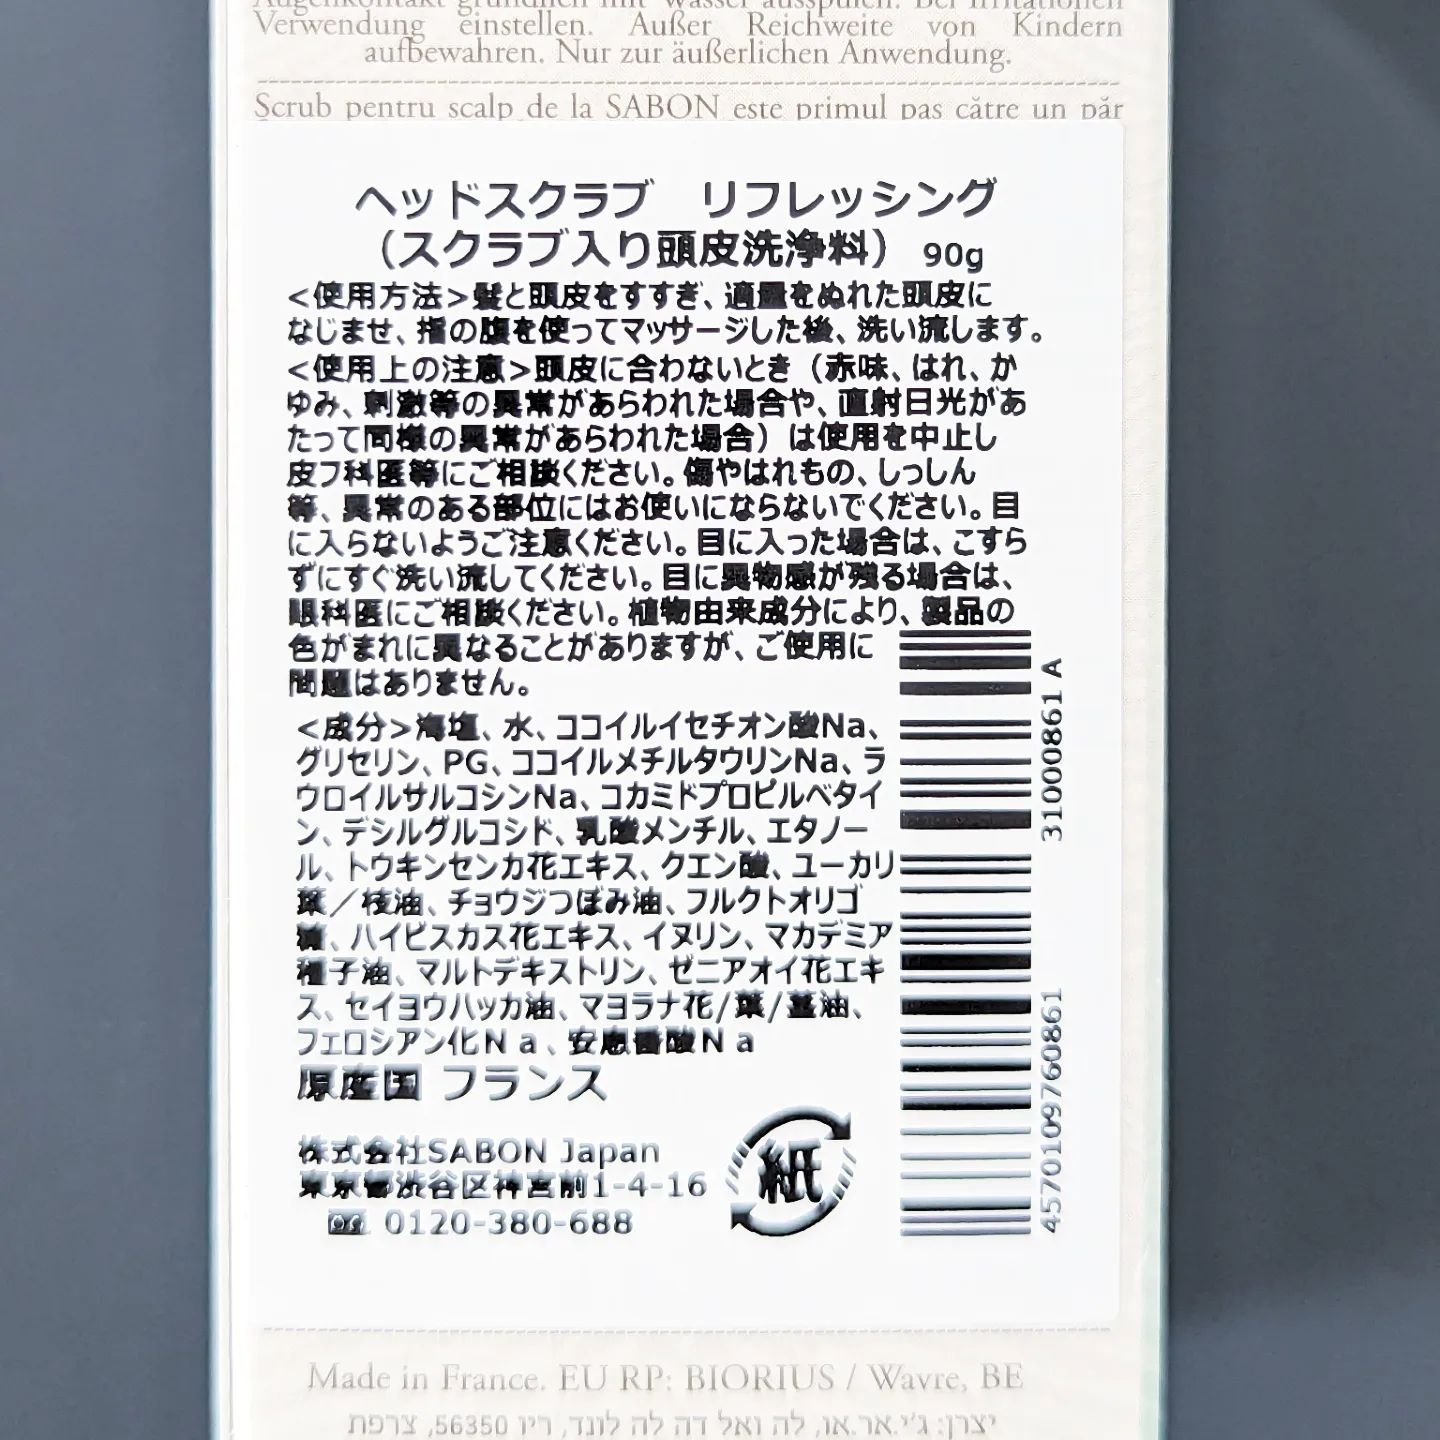 Augenkontakt gründlich mit Wasser ausspülen. Bei Irritationen
Verwendung einstellen. Außer Reichweite von Kindern
aufbewahren. Nur zur äußerlichen Anwendung.
Scrub pentru scalp de la SABON este primul pas către un păr
ヘッドスクラブ リフレッシング
（スクラブ入り頭皮洗浄料） 90g
＜使用方法＞髪と頭皮をすすぎ、適量をぬれた頭皮に
なじませ、指の腹を使ってマッサージした後、洗い流します。
＜使用上の注意＞頭皮に合わないとき（赤味、はれ、か
ゆみ、刺激等の異常があらわれた場合や、直射日光があ
たって同様の異常があらわれた場合）は使用を中止し
皮フ科医等にご相談ください。傷やはれもの、しっしん
等、異常のある部位にはお使いにならないでください。目
に入らないようご注意ください。目に入った場合は、こすら
ずにすぐ洗い流してください。目に異物感が残る場合は、
眼科医にご相談ください。植物由来成分により、製品の
色がまれに異なることがありますが、ご使用に
問題はありません。
＜成分＞海塩、水、ココイルイセチオン酸Na、
グリセリン、PG、ココイルメチルタウリンNa、ラ
ウロイルサルコシンNa、コカミドプロピルベタイ
ン、デシルグルコシド、乳酸メンチル、エタノー
ル、トウキンセンカ花エキス、クエン酸、ユーカリ
葉／枝油、チョウジつぼみ油、フルクトオリゴ
糖、ハイビスカス花エキス、イヌリン、マカデミア
種子油、マルトデキストリン、ゼニアオイ花エキ
ス、セイヨウハッカ油、マヨラナ花/葉/茎油、
フェロシアン化Ｎａ、安息香酸Ｎａ
原産国 フランス
株式会社SABON Japan
東京都渋谷区神宮前1-4-16
0120-380-688
紙
31000861 A
4570109760861
Made in France. EU RP: BIORIUS / Wavre, BE
יצרן: ג'י.אר.או, לה ואל דה לה לונד, ריו 56350, צרפת